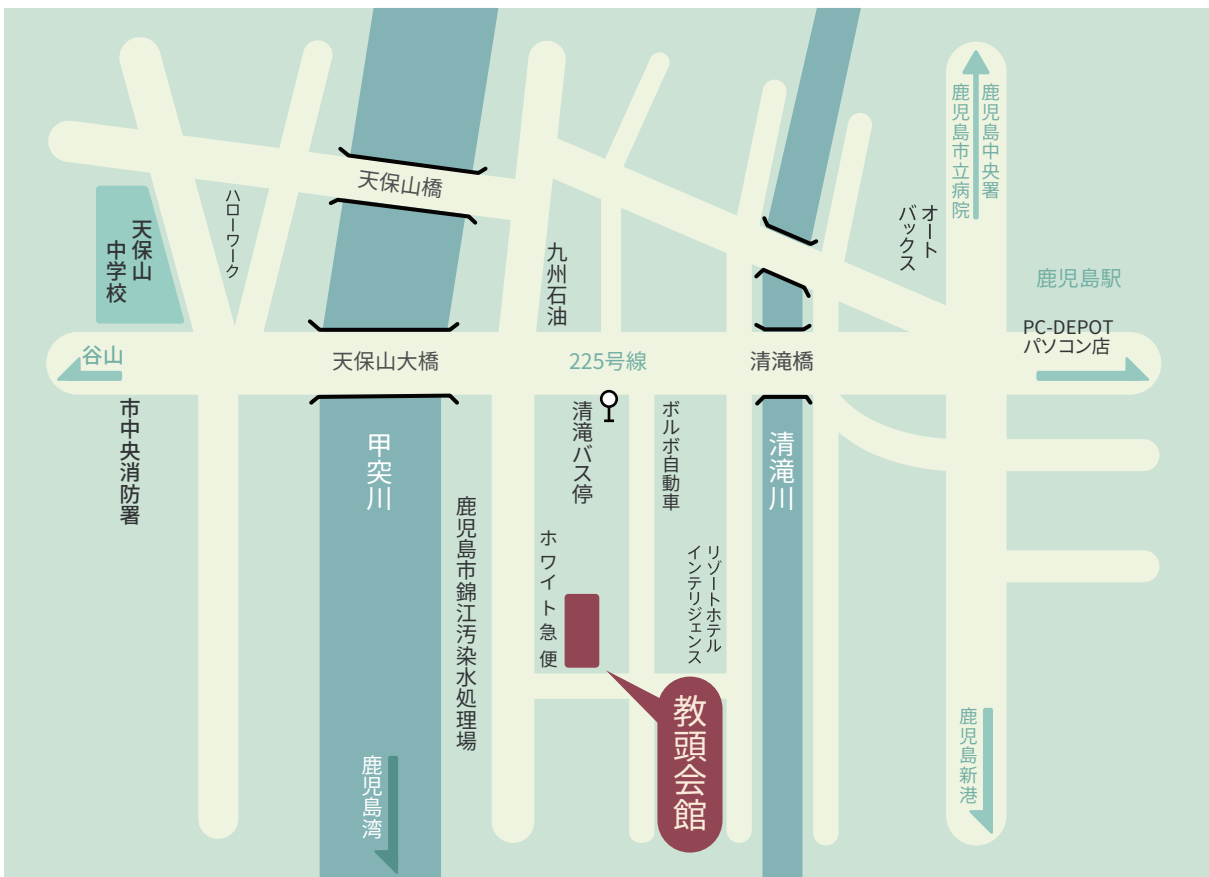 鹿児島中央署
鹿児島市立病院
天保山橋
ハローワーク
オート
バックス
天保山
中学校
九州石油
鹿児島駅
PC-DEPOT
パソコン店
谷山
天保山大橋
225号線
清滝橋
市中央消防署
甲突川
清滝バス停
ボルボ自動車
清滝川
鹿児島市錦江汚染水処理場
ホワイト急便
リゾートホテル
インテリジェンス
教頭会館
鹿児島湾
鹿児島新港